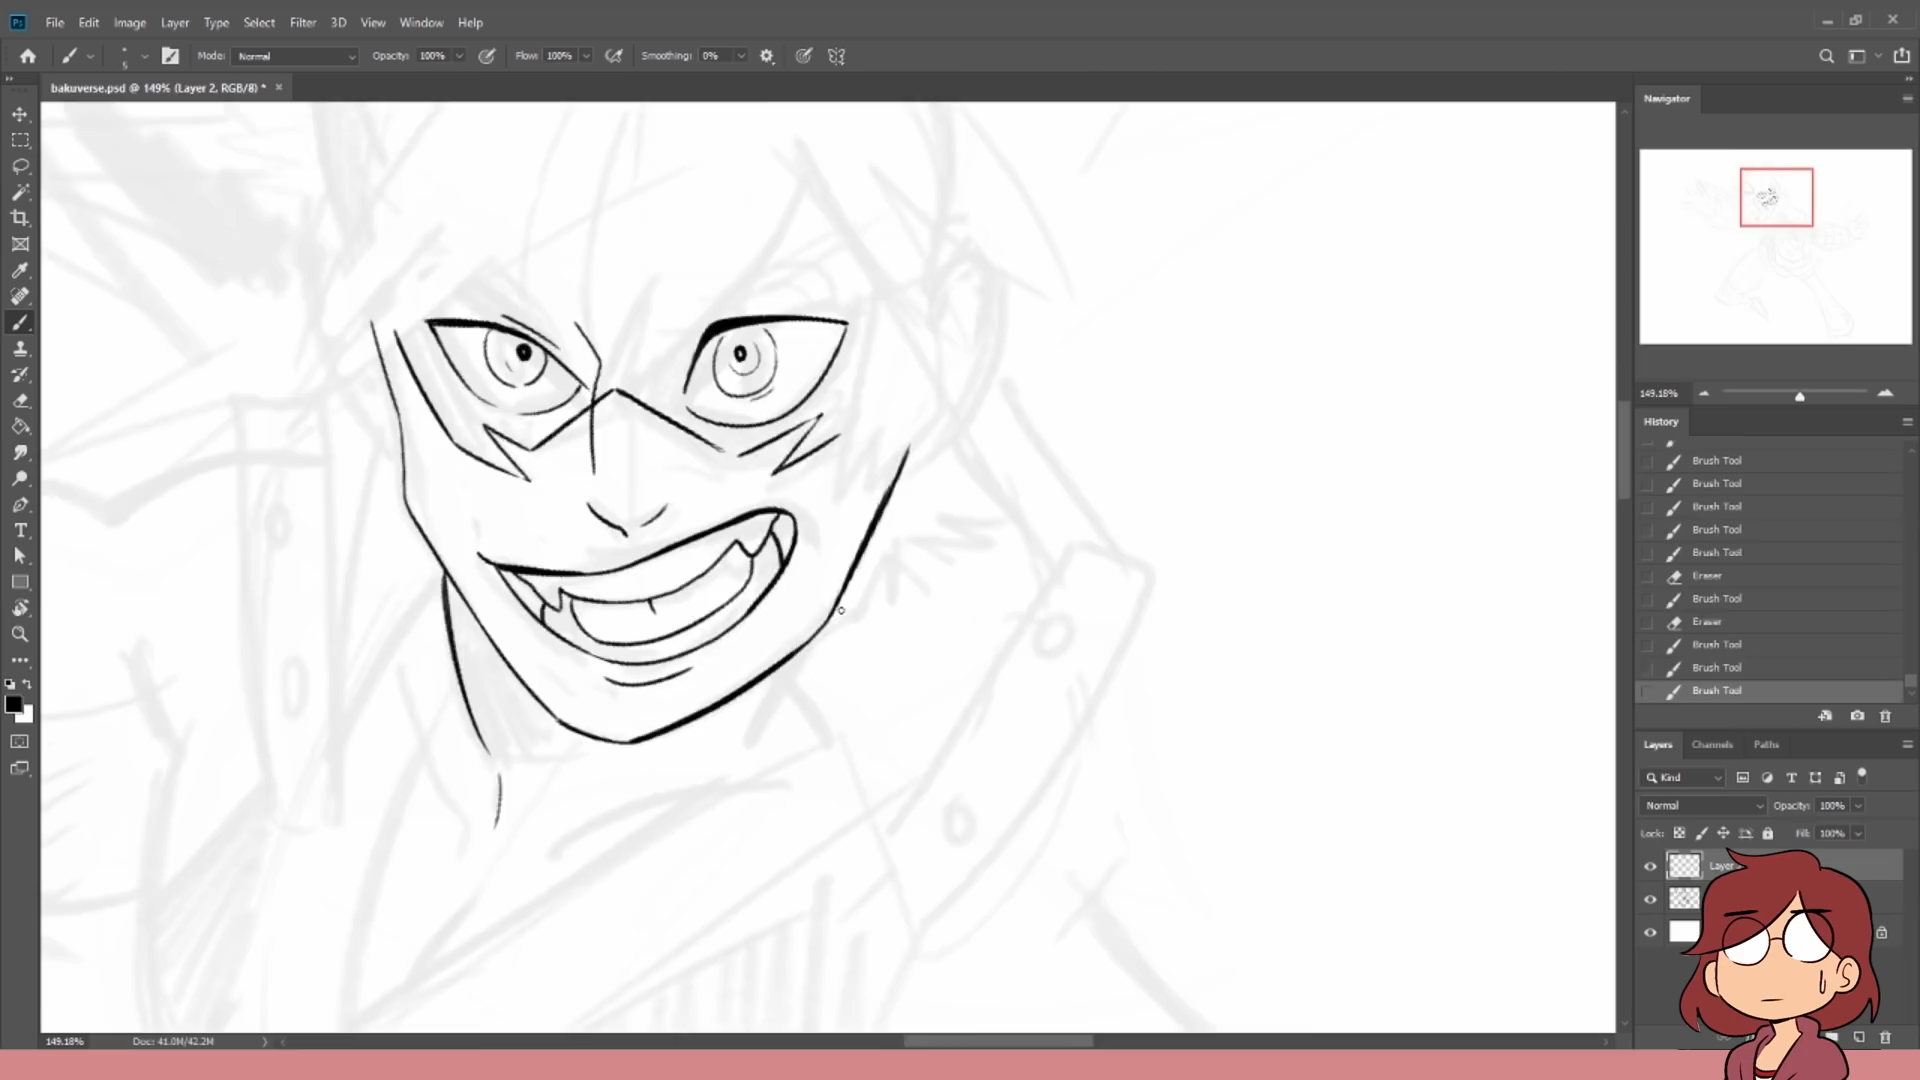 Ps File Edit Image Layer Type Select Filter 3D View Window Help
5 Mode: Normal Opacity: 100% Flow: 100% Smoothing: 0%
bakuverse.psd @ 149% (Layer 2, RGB/8) *
Navigator
149.18%
History
Brush Tool
Brush Tool
Brush Tool
Brush Tool
Brush Tool
Eraser
Brush Tool
Eraser
Brush Tool
Brush Tool
Brush Tool
Layers Channels Paths
Kind
Normal Opacity: 100%
Lock: Fill: 100%
Layer
149.18% Doc: 41.0M/42.2M